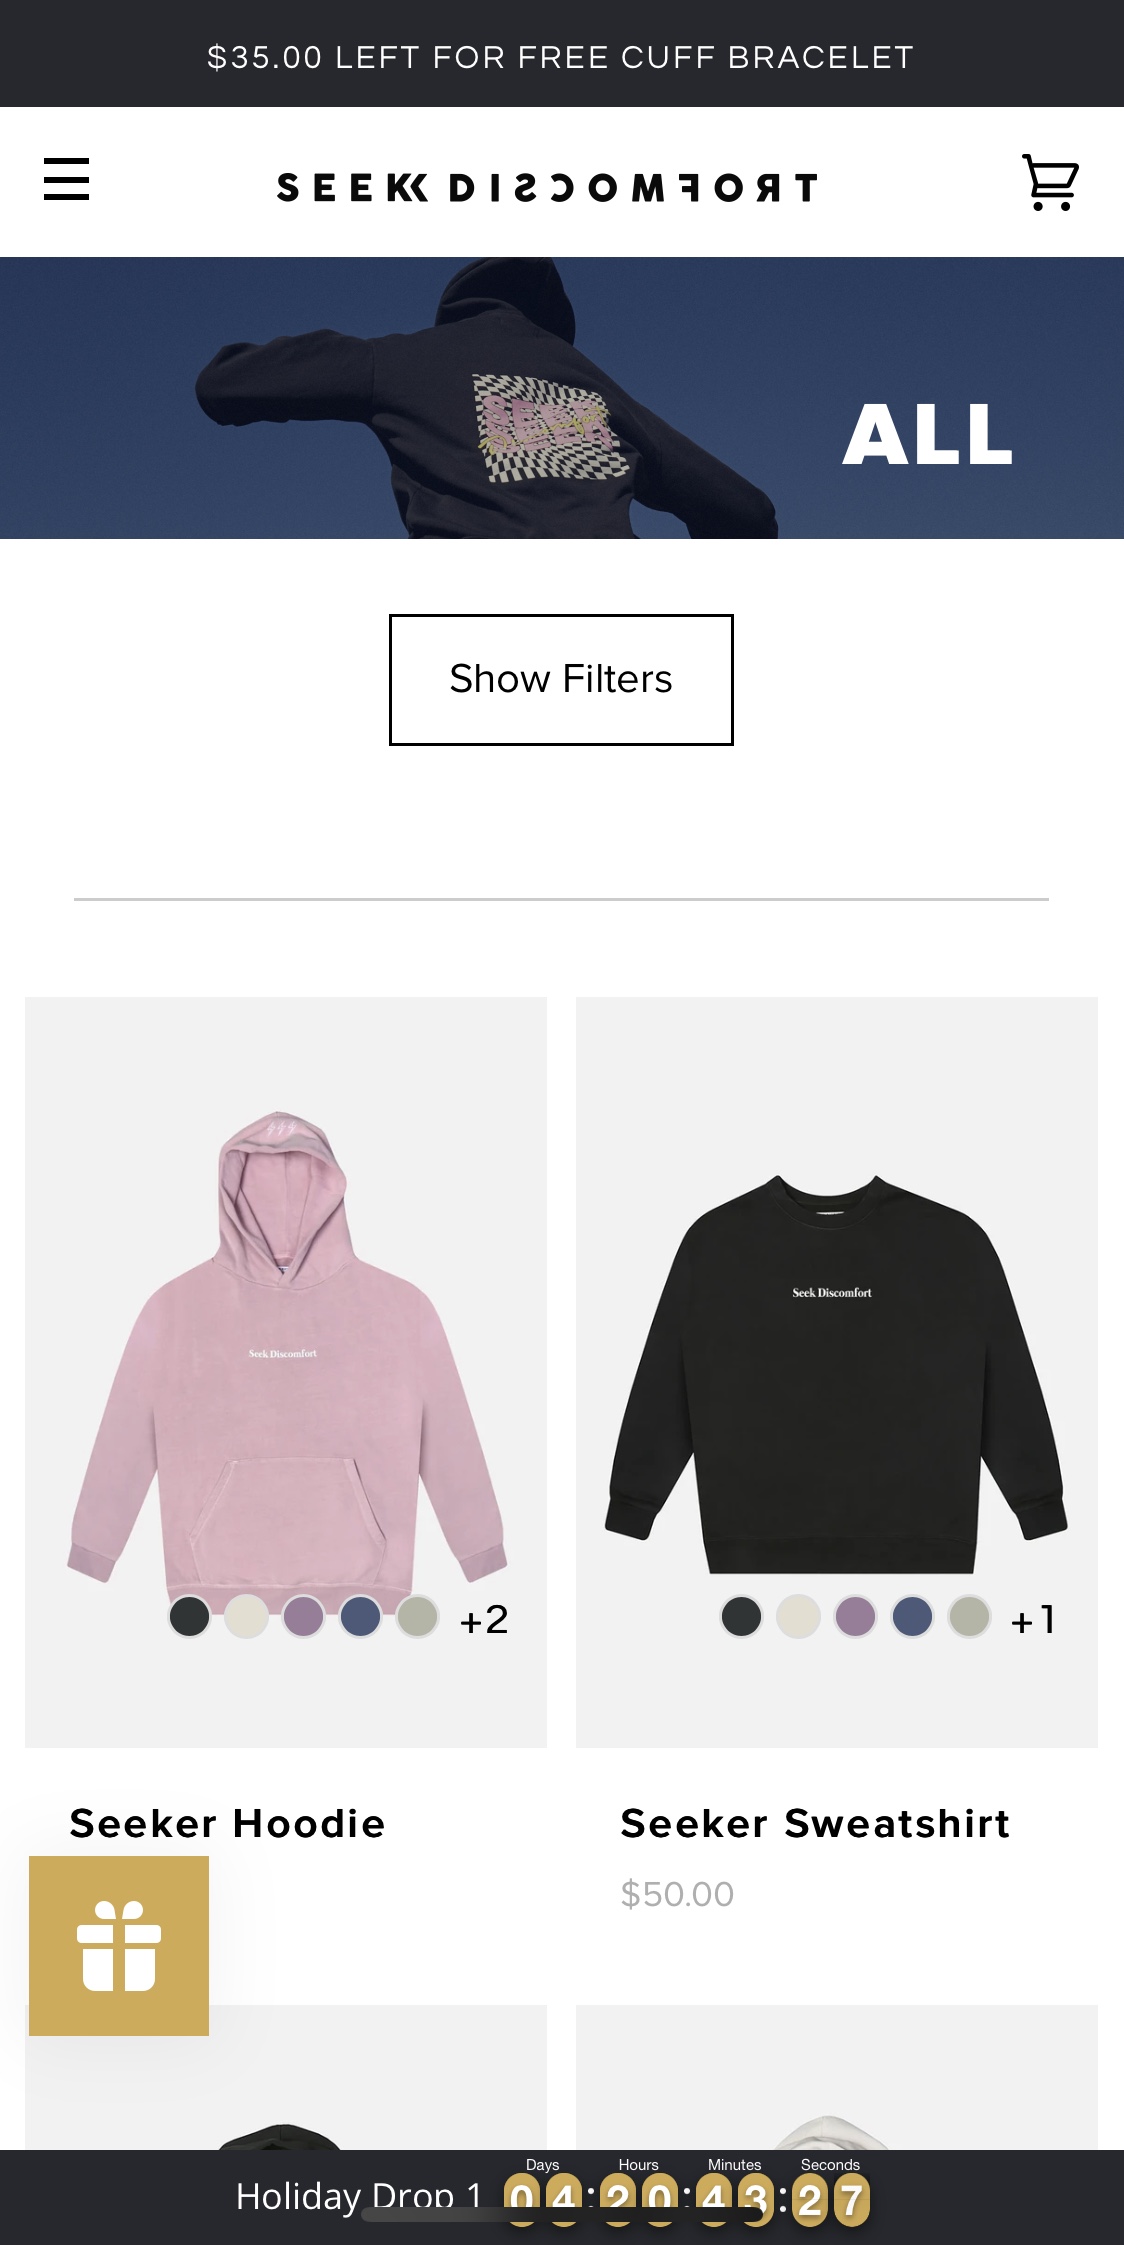 $35.00 LEFT FOR FREE CUFF BRACELET
SEEK DISCOMFORT
SEEK
ALL
Show Filters
Seek Discomfort
Seek Discomfort
+2
+1
Seeker Hoodie
Seeker Sweatshirt
$50.00
Days Hours Minutes Seconds
Holiday Drop 1 04:20:43:27